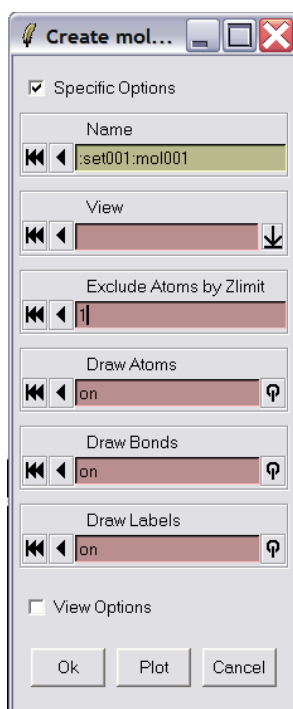 Create mol...
Specific Options
Name
:set001:mol001
View
Exclude Atoms by Zlimit
1
Draw Atoms
on
Draw Bonds
on
Draw Labels
on
View Options
Ok Plot Cancel